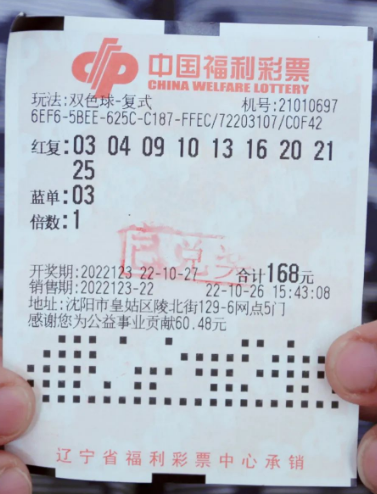 中国福利彩票
CHINA WELFARE LOTTERY
玩法:双色球-复式 机号:21010697
6EF6-5BEE-625C-C187-FFEC/72203107/C0F42
红复:03 04 09 10 13 16 20 21
25
蓝单:03
倍数:1
已兑奖
开奖期:2022123 22-10-27 合计168元
销售期:2022123-22 22-10-26 15:43:08
地址:沈阳市皇姑区陵北街129-6网点5门
感谢您为公益事业贡献60.48元
辽宁省福利彩票中心承销